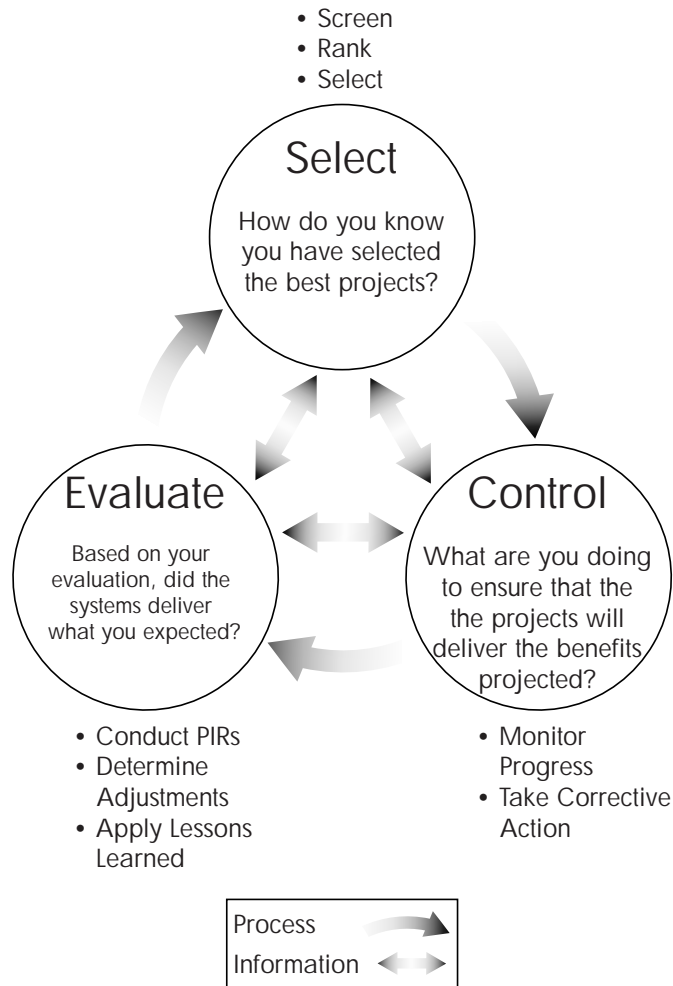 • Screen
• Rank
• Select
Select
How do you know
you have selected
the best projects?
Evaluate
Based on your
evaluation, did the
systems deliver
what you expected?
Control
What are you doing
to ensure that the
the projects will
deliver the benefits
projected?
• Conduct PIRs
• Determine
Adjustments
• Apply Lessons
Learned
• Monitor
Progress
• Take Corrective
Action
Process
Information